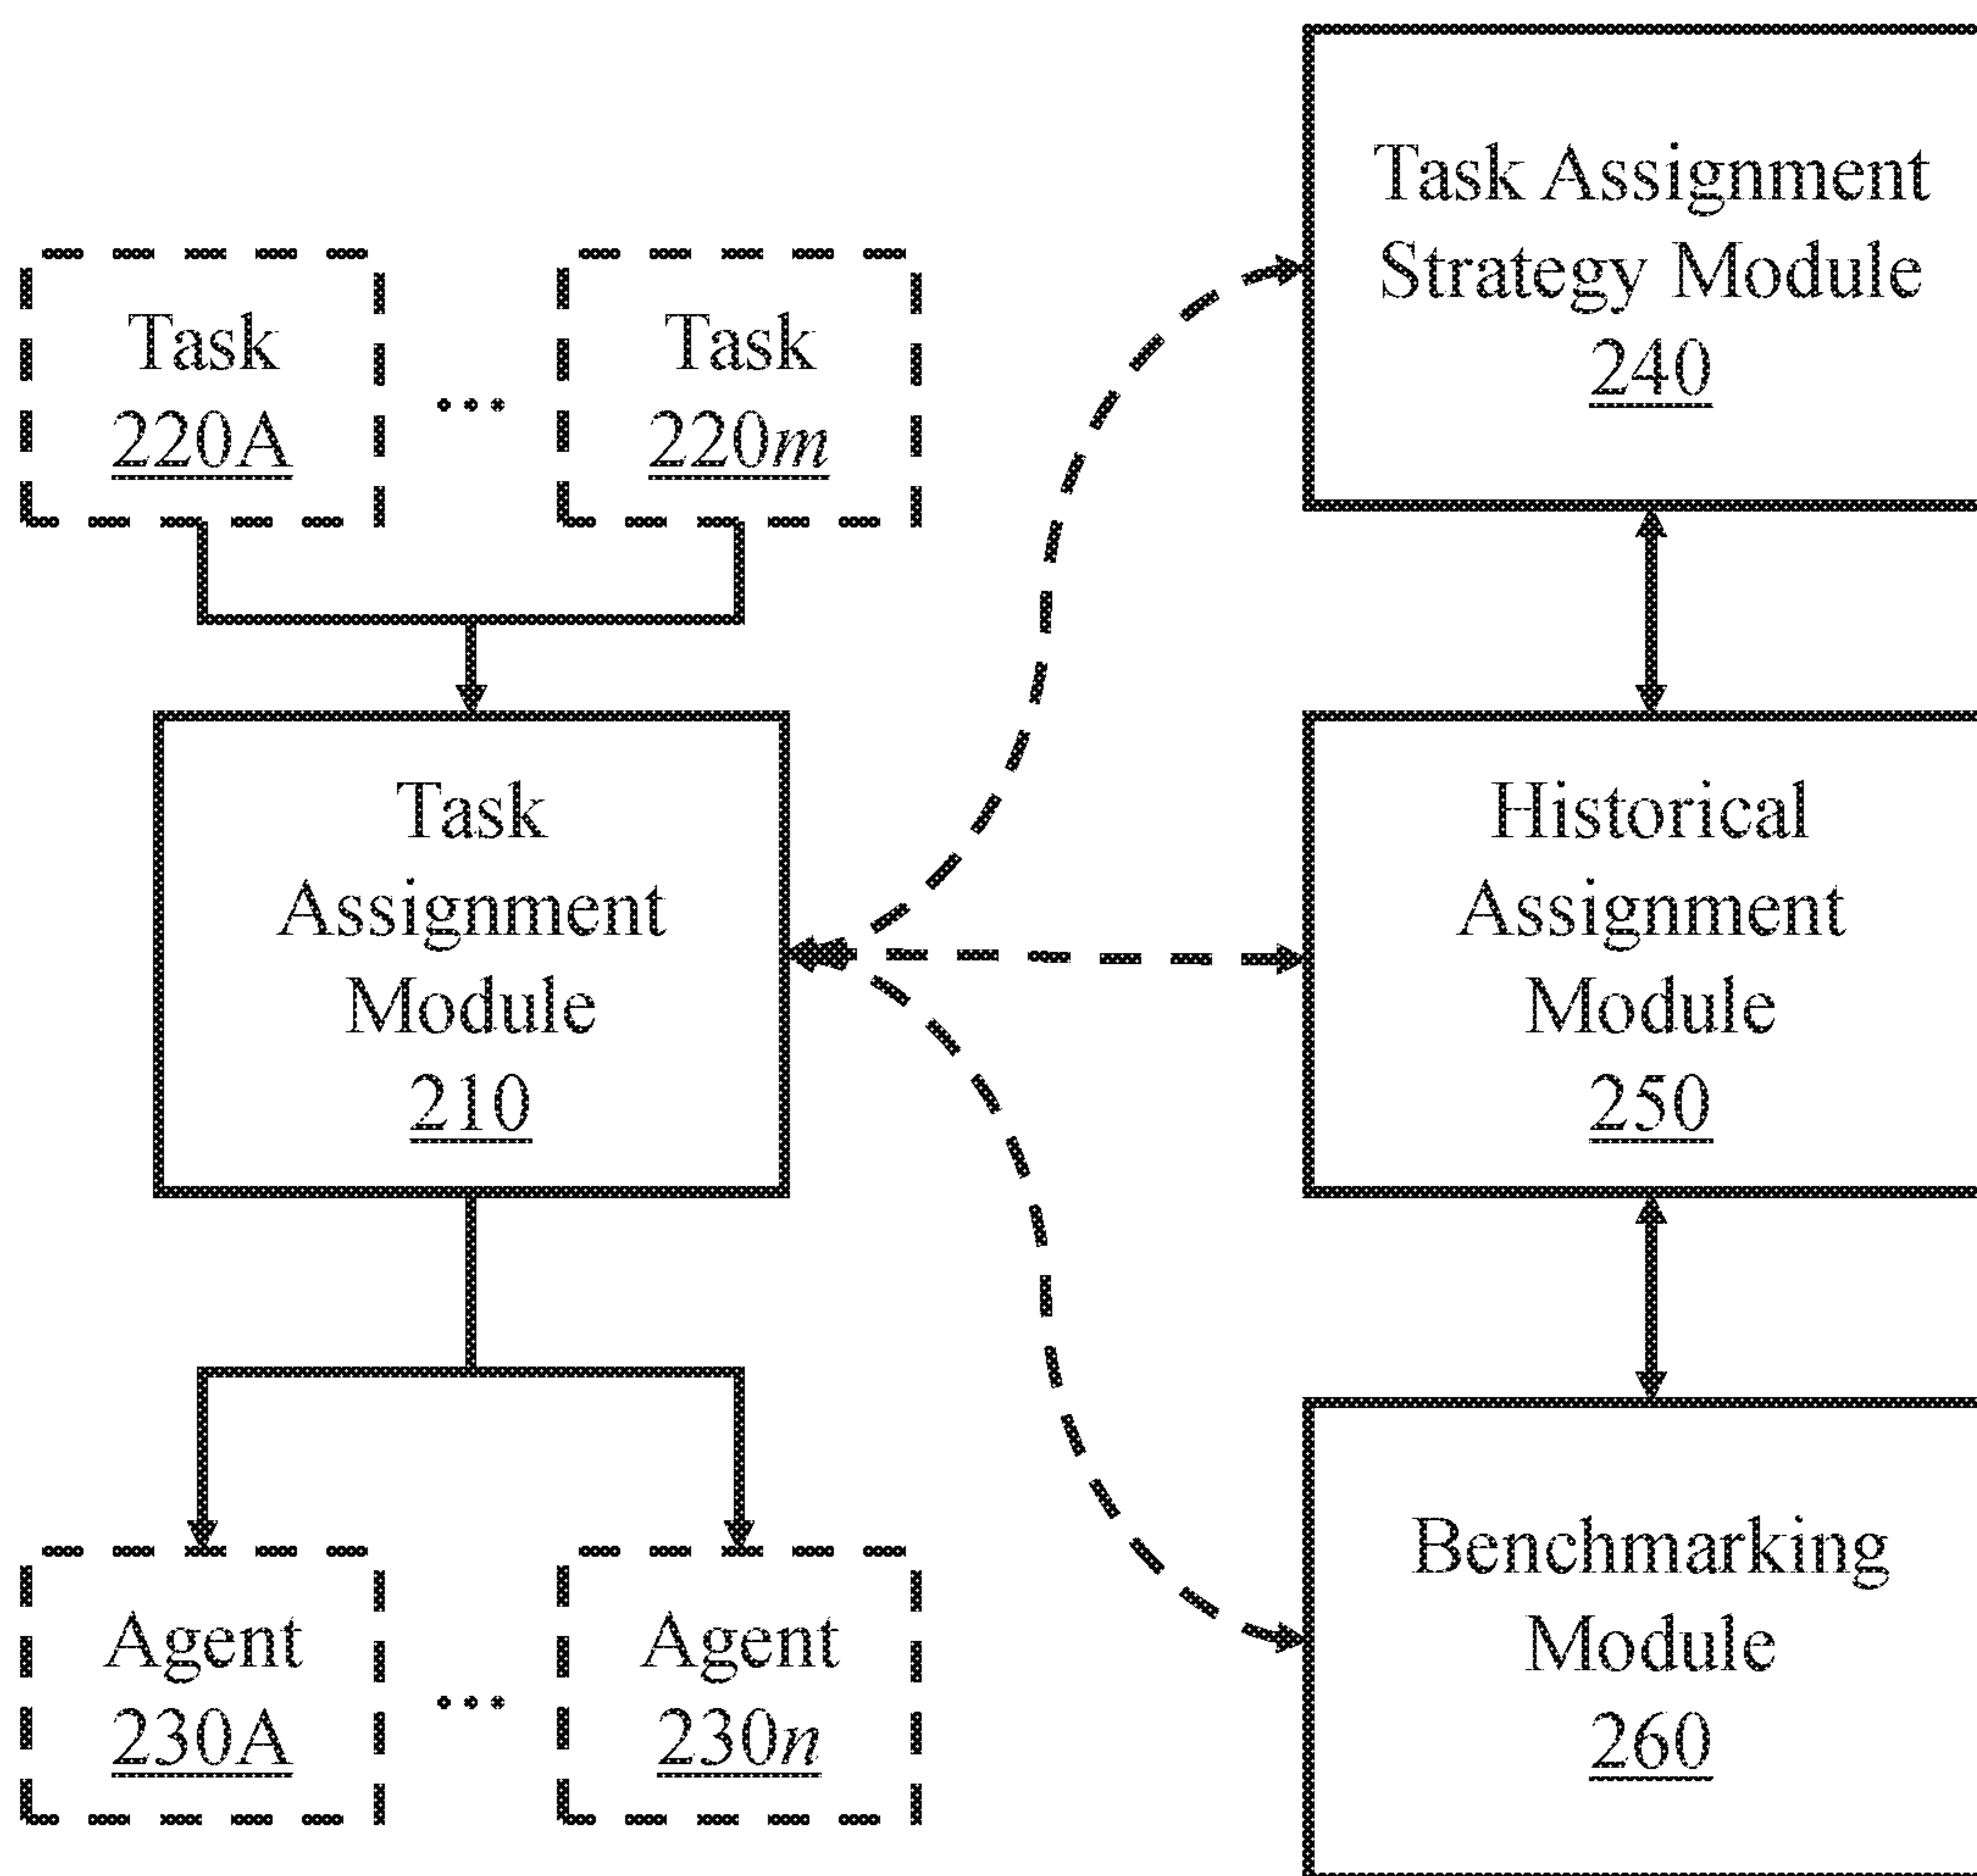 Task Assignment
Strategy Module
240
Task
220A
...
Task
220m
Task
Assignment
Module
210
Historical
Assignment
Module
250
Agent
230A
...
Agent
230n
Benchmarking
Module
260